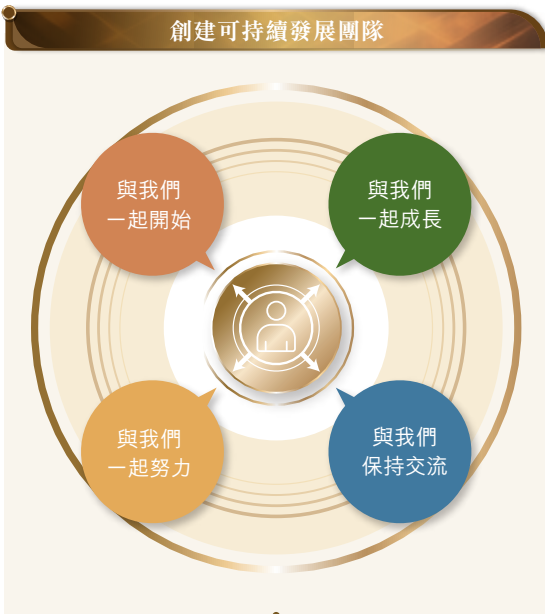 創建可持續發展團隊
與我們
一起開始
與我們
一起成長
與我們
一起努力
與我們
保持交流